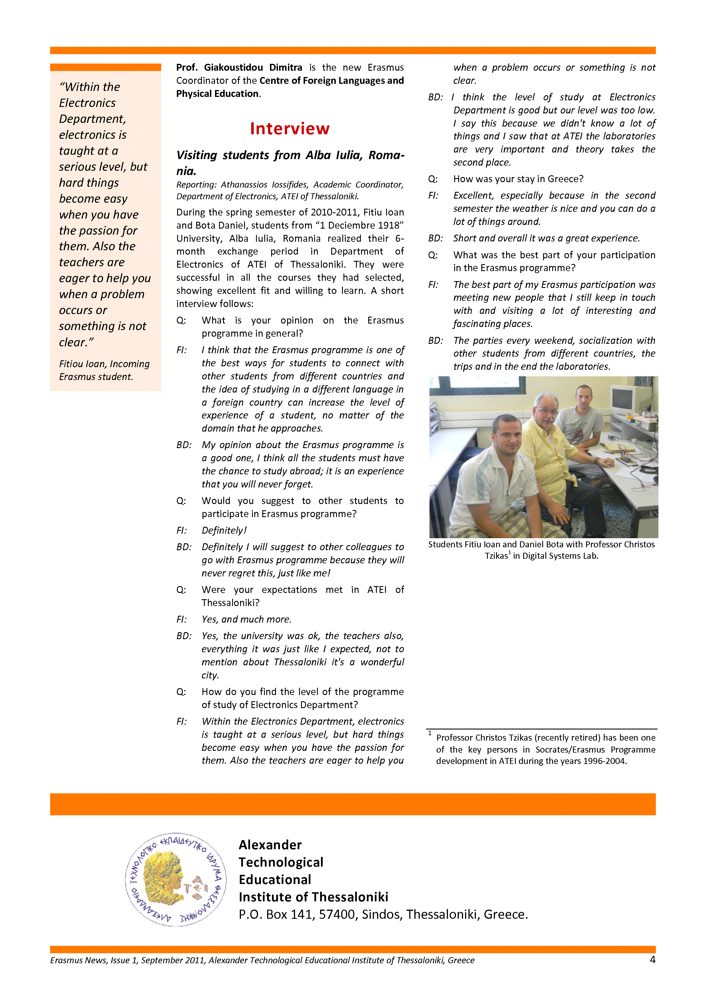 “Within the
Electronics
Department,
electronics is
taught at a
serious level, but
hard things
become easy
when you have
the passion for
them. Also the
teachers are
eager to help you
when a problem
occurs or
something is not
clear.”
Fitiou Ioan, Incoming
Erasmus student.
Prof. Giakoustidou Dimitra is the new Erasmus
Coordinator of the Centre of Foreign Languages and
Physical Education.
Interview
Visiting students from Alba Iulia, Roma-
nia.
Reporting: Athanassios Iossifides, Academic Coordinator,
Department of Electronics, ATEI of Thessaloniki.
During the spring semester of 2010-2011, Fitiu Ioan
and Bota Daniel, students from “1 Deciembre 1918”
University, Alba Iulia, Romania realized their 6-
month exchange period in Department of
Electronics of ATEI of Thessaloniki. They were
successful in all the courses they had selected,
showing excellent fit and willing to learn. A short
interview follows:
Q: What is your opinion on the Erasmus
programme in general?
FI: I think that the Erasmus programme is one of
the best ways for students to connect with
other students from different countries and
the idea of studying in a different language in
a foreign country can increase the level of
experience of a student, no matter of the
domain that he approaches.
BD: My opinion about the Erasmus programme is
a good one, I think all the students must have
the chance to study abroad; it is an experience
that you will never forget.
Q: Would you suggest to other students to
participate in Erasmus programme?
FI: Definitely!
BD: Definitely I will suggest to other colleagues to
go with Erasmus programme because they will
never regret this, just like me!
Q: Were your expectations met in ATEI of
Thessaloniki?
FI: Yes, and much more.
BD: Yes, the university was ok, the teachers also,
everything it was just like I expected, not to
mention about Thessaloniki it's a wonderful
city.
Q: How do you find the level of the programme
of study of Electronics Department?
FI: Within the Electronics Department, electronics
is taught at a serious level, but hard things
become easy when you have the passion for
them. Also the teachers are eager to help you
when a problem occurs or something is not
clear.
BD: I think the level of study at Electronics
Department is good but our level was too low.
I say this because we didn't know a lot of
things and I saw that at ATEI the laboratories
are very important and theory takes the
second place.
Q: How was your stay in Greece?
FI: Excellent, especially because in the second
semester the weather is nice and you can do a
lot of things around.
BD: Short and overall it was a great experience.
Q: What was the best part of your participation
in the Erasmus programme?
FI: The best part of my Erasmus participation was
meeting new people that I still keep in touch
with and visiting a lot of interesting and
fascinating places.
BD: The parties every weekend, socialization with
other students from different countries, the
trips and in the end the laboratories.
Students Fitiu Ioan and Daniel Bota with Professor Christos
Tzikas1 in Digital Systems Lab.
1 Professor Christos Tzikas (recently retired) has been one
of the key persons in Socrates/Erasmus Programme
development in ATEI during the years 1996-2004.
ΑΛΕΞΑΝΔΡΕΙΟ ΤΕΧΝΟΛΟΓΙΚΟ ΕΚΠΑΙΔΕΥΤΙΚΟ ΙΔΡΥΜΑ ΘΕΣΣΑΛΟΝΙΚΗΣ
Α
ΤΕΙ
Θ
Alexander
Technological
Educational
Institute of Thessaloniki
P.O. Box 141, 57400, Sindos, Thessaloniki, Greece.
Erasmus News, Issue 1, September 2011, Alexander Technological Educational Institute of Thessaloniki, Greece
4